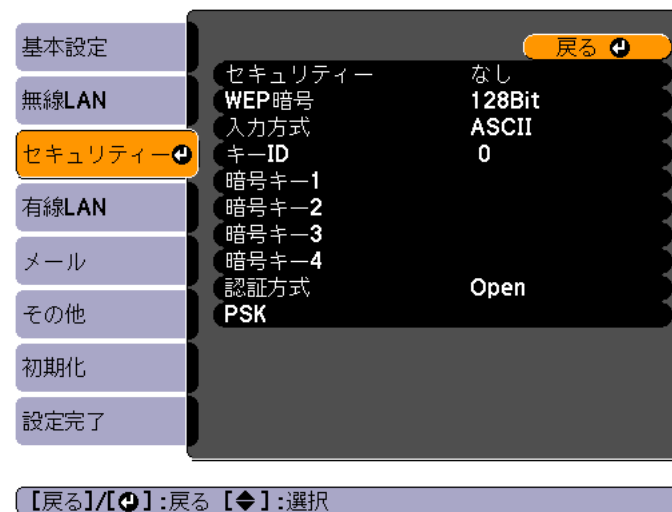 基本設定
無線LAN
セキュリティー
有線LAN
メール
その他
初期化
設定完了
戻る
セキュリティー なし
WEP暗号 128Bit
入力方式 ASCII
キーID 0
暗号キー1
暗号キー2
暗号キー3
暗号キー4
認証方式 Open
PSK
[戻る]/[⏎]:戻る [◆]:選択